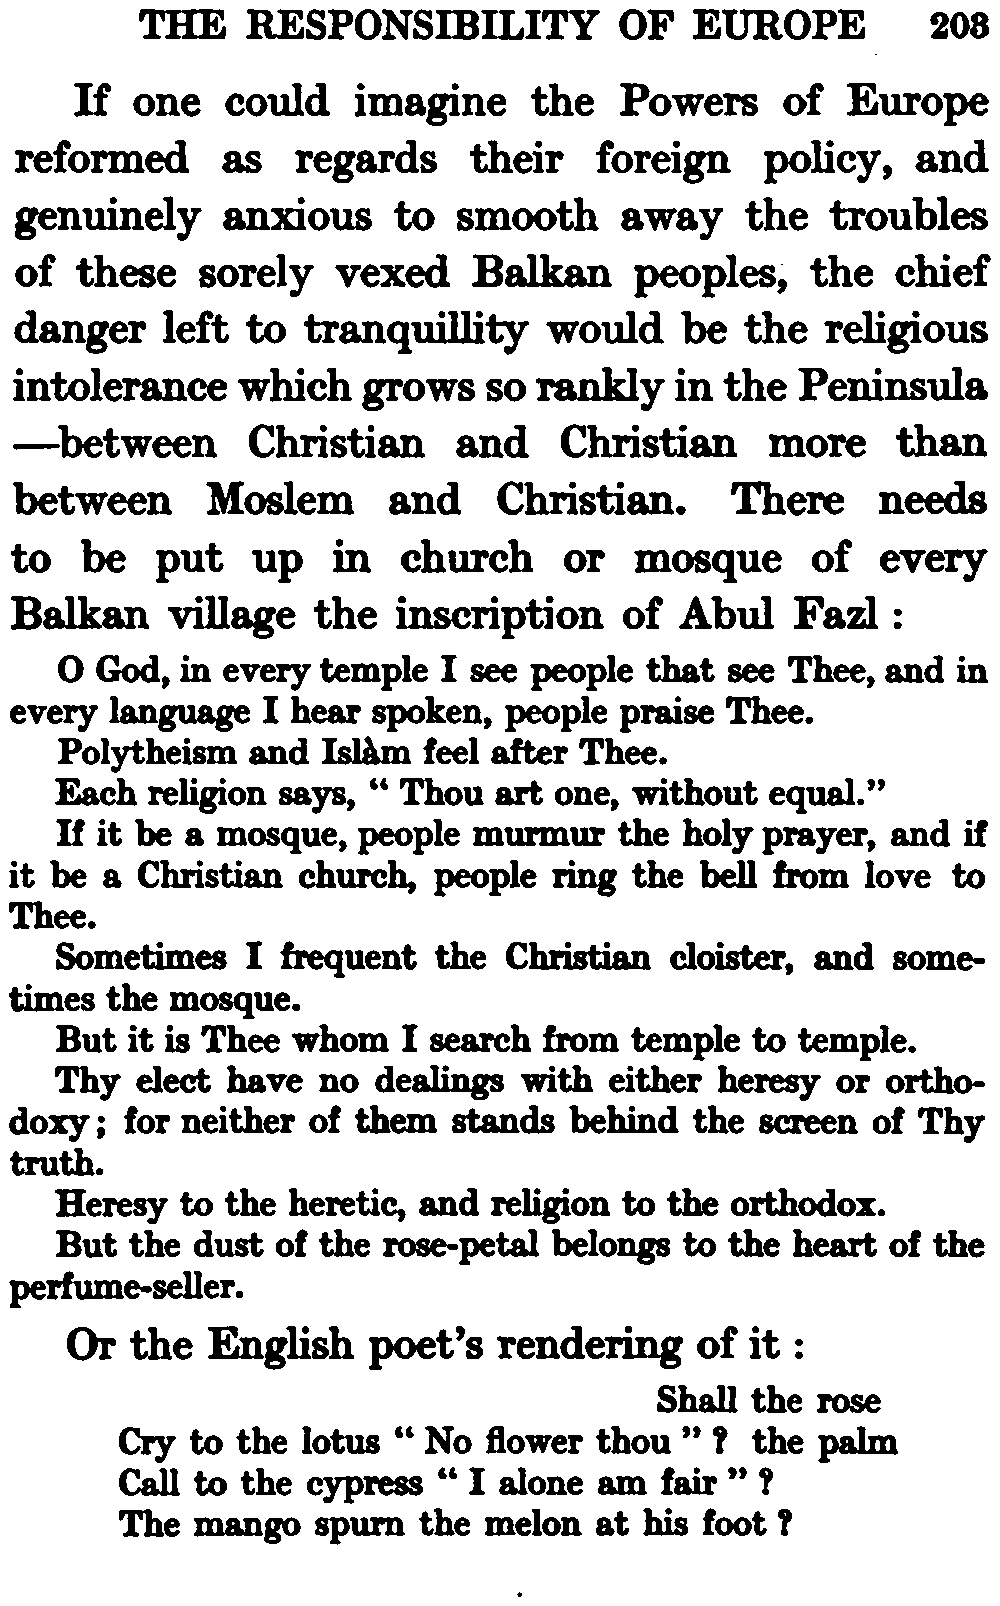 THE RESPONSIBILITY OF EUROPE 203
If one could imagine the Powers of Europe
reformed as regards their foreign policy, and
genuinely anxious to smooth away the troubles
of these sorely vexed Balkan peoples, the chief
danger left to tranquillity would be the religious
intolerance which grows so rankly in the Peninsula
—between Christian and Christian more than
between Moslem and Christian. There needs
to be put up in church or mosque of every
Balkan village the inscription of Abul Fazl :
O God, in every temple I see people that see Thee, and in
every language I hear spoken, people praise Thee.
Polytheism and Islàm feel after Thee.
Each religion says, “ Thou art one, without equal.”
If it be a mosque, people murmur the holy prayer, and if
it be a Christian church, people ring the bell from love to
Thee.
Sometimes I frequent the Christian cloister, and some-
times the mosque.
But it is Thee whom I search from temple to temple.
Thy elect have no dealings with either heresy or ortho-
doxy ; for neither of them stands behind the screen of Thy
truth.
Heresy to the heretic, and religion to the orthodox.
But the dust of the rose-petal belongs to the heart of the
perfume-seller.
Or the English poet’s rendering of it :
Shall the rose
Cry to the lotus “ No flower thou ” ? the palm
Call to the cypress “ I alone am fair ” ?
The mango spurn the melon at his foot ?